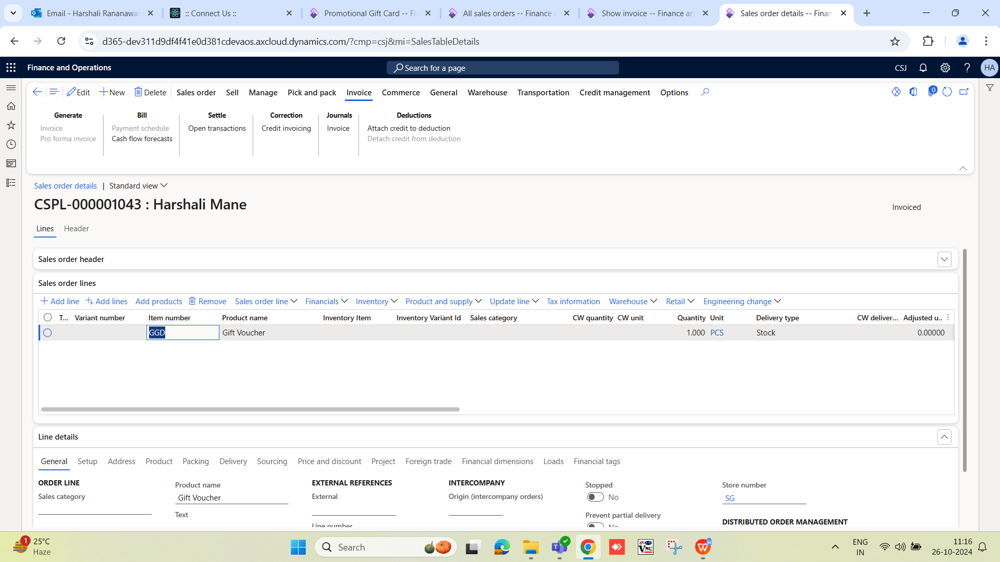 Email - Harshali Rananawa
:: Connect Us ::
Promotional Gift Card -- Fi
All sales orders -- Finance a
Show invoice -- Finance an
Sales order details -- Finan
d365-dev311d9df4f41e0d381cdevaos.axcloud.dynamics.com/?cmp=csj&mi=SalesTableDetails
Finance and Operations
Search for a page
CSJ
?
HA
Edit
New
Delete
Sales order
Sell
Manage
Pick and pack
Invoice
Commerce
General
Warehouse
Transportation
Credit management
Options
0
Generate
Invoice
Pro forma invoice
Bill
Payment schedule
Cash flow forecasts
Settle
Open transactions
Correction
Credit invoicing
Journals
Invoice
Deductions
Attach credit to deduction
Detach credit from deduction
Sales order details | Standard view
CSPL-000001043 : Harshali Mane
Invoiced
Lines
Header
Sales order header
Sales order lines
Add line
Add lines
Add products
Remove
Sales order line
Financials
Inventory
Product and supply
Update line
Tax information
Warehouse
Retail
Engineering change
T... Variant number Item number Product name Inventory Item Inventory Variant Id Sales category CW quantity CW unit Quantity Unit Delivery type CW deliver... Adjusted u...
GGD Gift Voucher 1.000 PCS Stock 0.00000
Line details
General
Setup
Address
Product
Packing
Delivery
Sourcing
Price and discount
Project
Foreign trade
Financial dimensions
Loads
Financial tags
ORDER LINE
Sales category
Product name
Gift Voucher
Text
EXTERNAL REFERENCES
External
Line number
INTERCOMPANY
Origin (intercompany orders)
Stopped
No
Prevent partial delivery
No
Store number
SG
DISTRIBUTED ORDER MANAGEMENT
1
25°C
Haze
Search
VNC
W
ENG
IN
11:16
26-10-2024